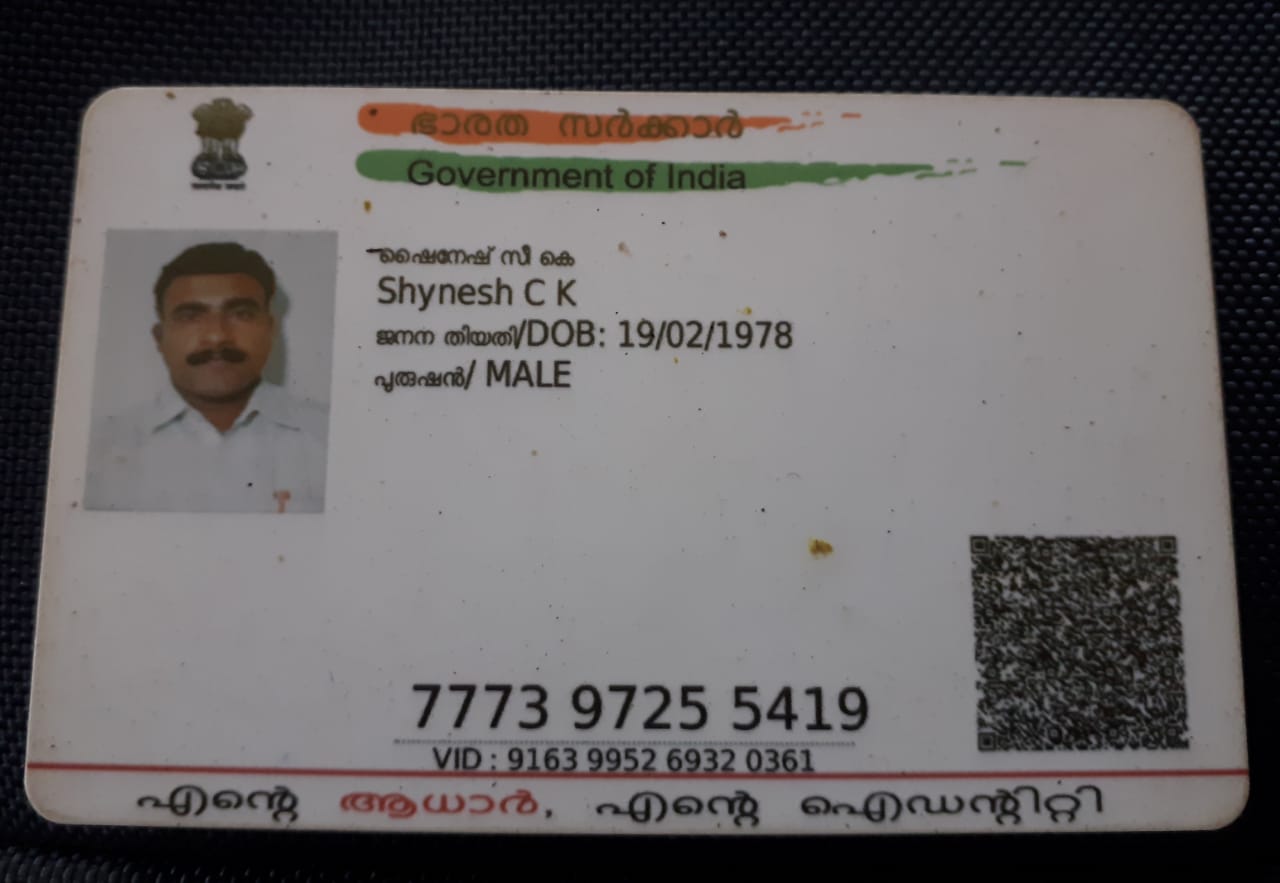 ഭാരത സർക്കാർ
Government of India
ഷൈനേഷ് സീ കെ
Shynesh C K
ജനന തിയതി/DOB: 19/02/1978
പുരുഷൻ/ MALE
7773 9725 5419
VID : 9163 9952 6932 0361
എന്റെ ആധാർ, എന്റെ ഐഡന്റിറ്റി